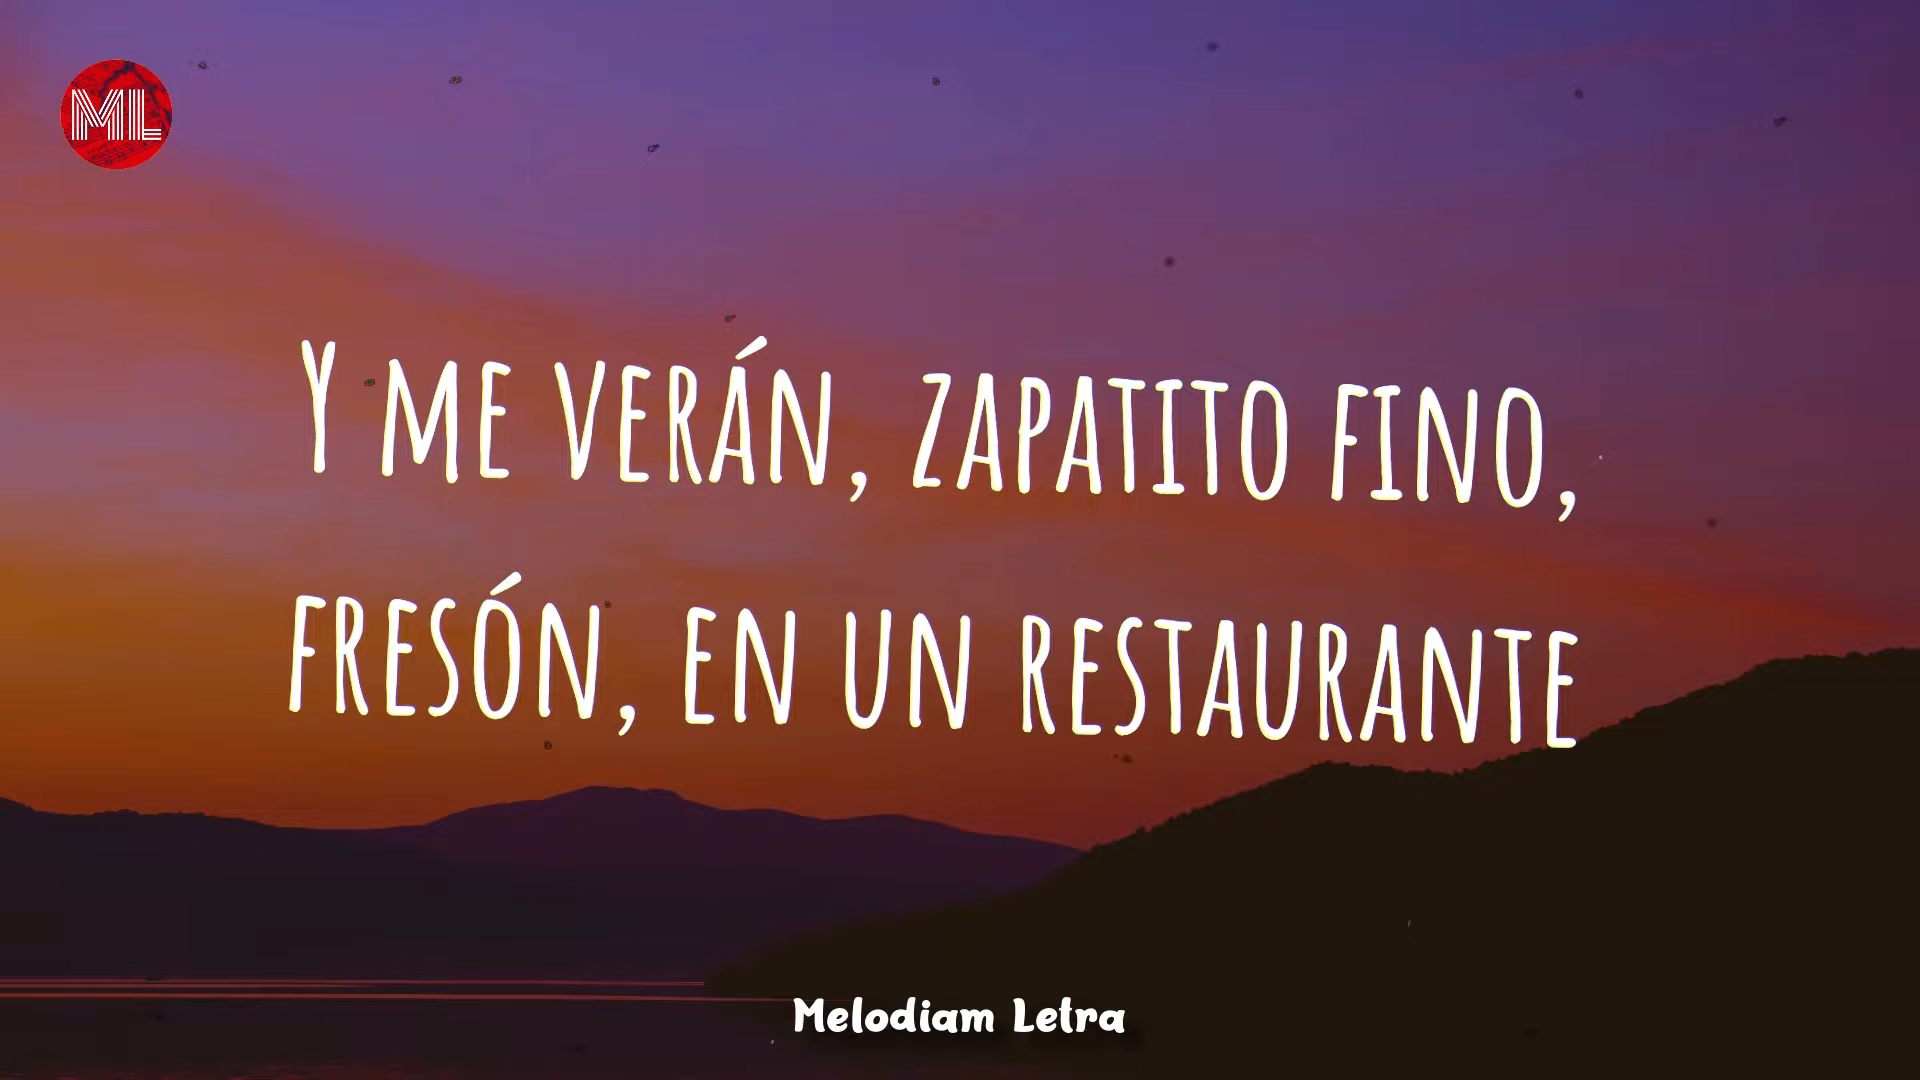 ML
Y ME VERÁN, ZAPATITO FINO,
FRESÓN, EN UN RESTAURANTE
Melodiam Letra